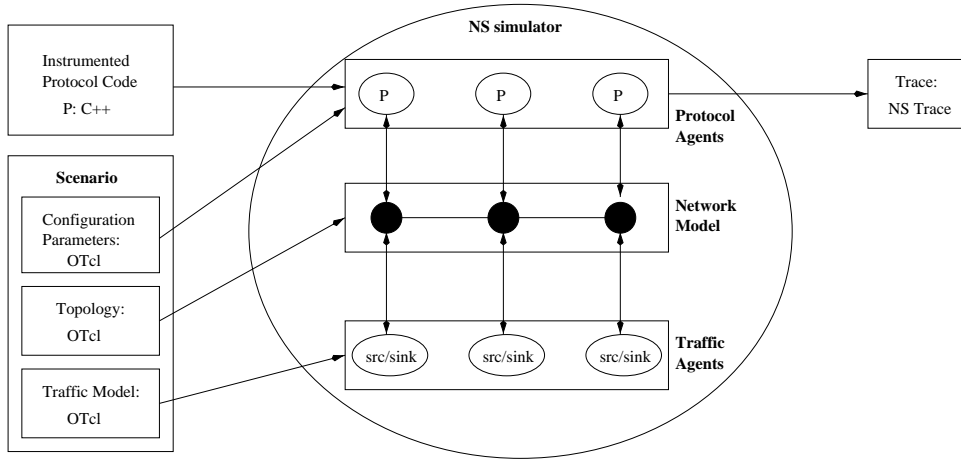 NS simulator
Instrumented
Protocol Code
P: C++
P
P
P
Protocol
Agents
Trace:
NS Trace
Scenario
Configuration
Parameters:
OTcl
Network
Model
Topology:
OTcl
Traffic Model:
OTcl
src/sink
src/sink
src/sink
Traffic
Agents